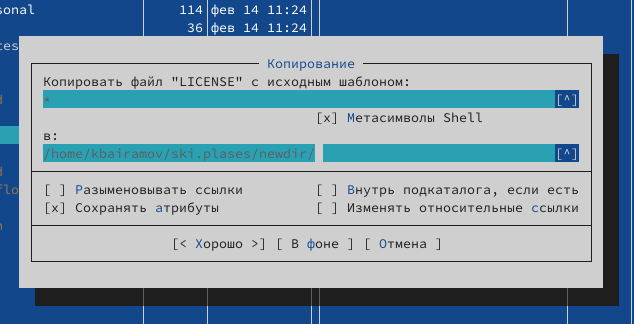 sonal 114 фев 14 11:24
36 фев 14 11:24
Копирование
Копировать файл "LICENSE" с исходным шаблоном:
* [^]
[x] Метасимволы Shell
в:
/home/kbairamov/ski.plases/newdir/ [^]
[ ] Разыменовывать ссылки [ ] Внутрь подкаталога, если есть
[x] Сохранять атрибуты [ ] Изменять относительные ссылки
[< Хорошо >] [ В фоне ] [ Отмена ]